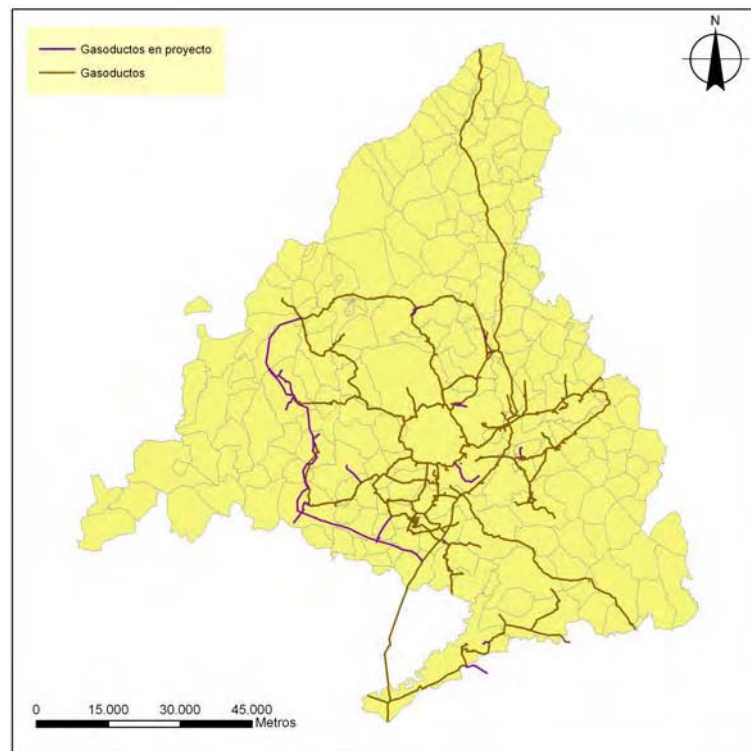 Gasoductos en proyecto
Gasoductos
N
0 15.000 30.000 45.000
Metros